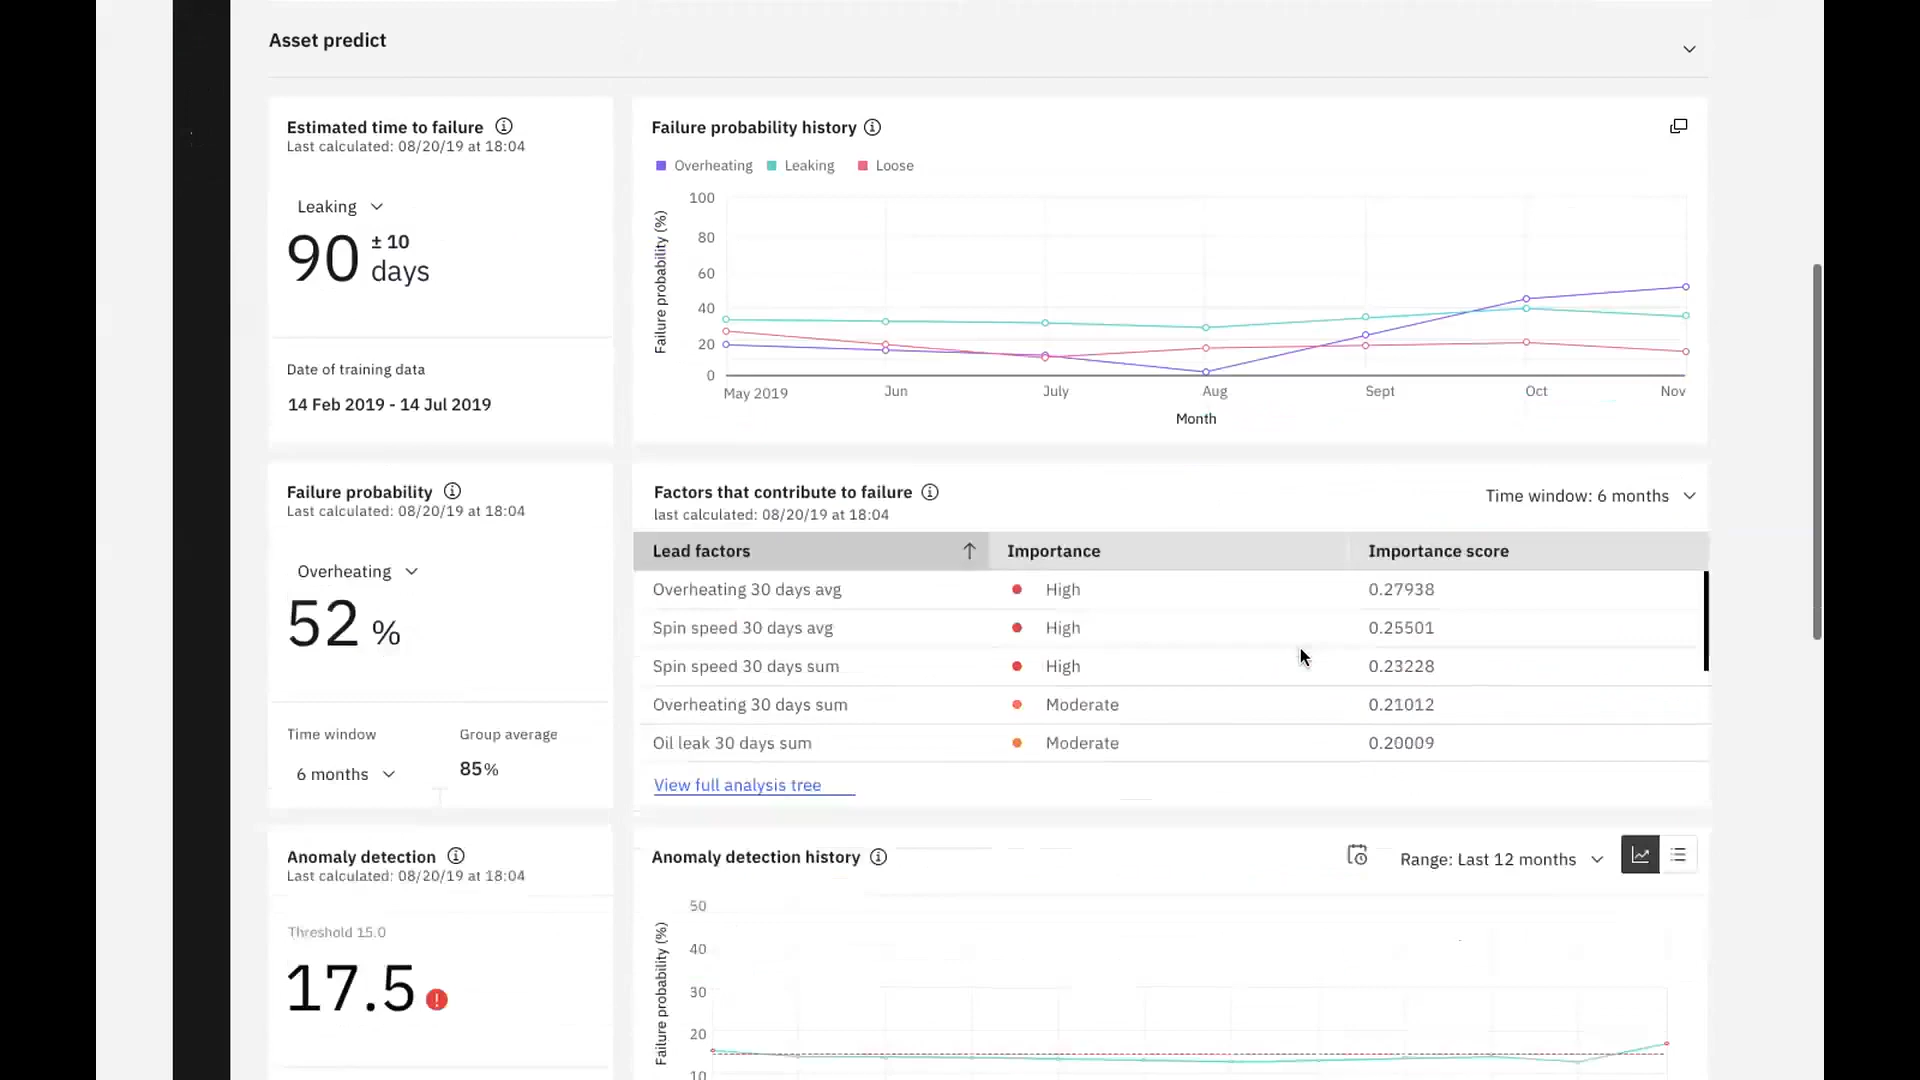 Asset predict
Estimated time to failure
Last calculated: 08/20/19 at 18:04
Leaking
90 ± 10 days
Date of training data
14 Feb 2019 - 14 Jul 2019
Failure probability history
Overheating Leaking Loose
Failure probability (%)
100
80
60
40
20
0
May 2019 Jun July Aug Sept Oct Nov
Month
Failure probability
Last calculated: 08/20/19 at 18:04
Overheating
52 %
Time window Group average
6 months 85%
Factors that contribute to failure
last calculated: 08/20/19 at 18:04
Time window: 6 months
Lead factors Importance Importance score
Overheating 30 days avg High 0.27938
Spin speed 30 days avg High 0.25501
Spin speed 30 days sum High 0.23228
Overheating 30 days sum Moderate 0.21012
Oil leak 30 days sum Moderate 0.20009
View full analysis tree
Anomaly detection
Last calculated: 08/20/19 at 18:04
Threshold 15.0
17.5
Anomaly detection history
Range: Last 12 months
Failure probability (%)
50
40
30
20
10